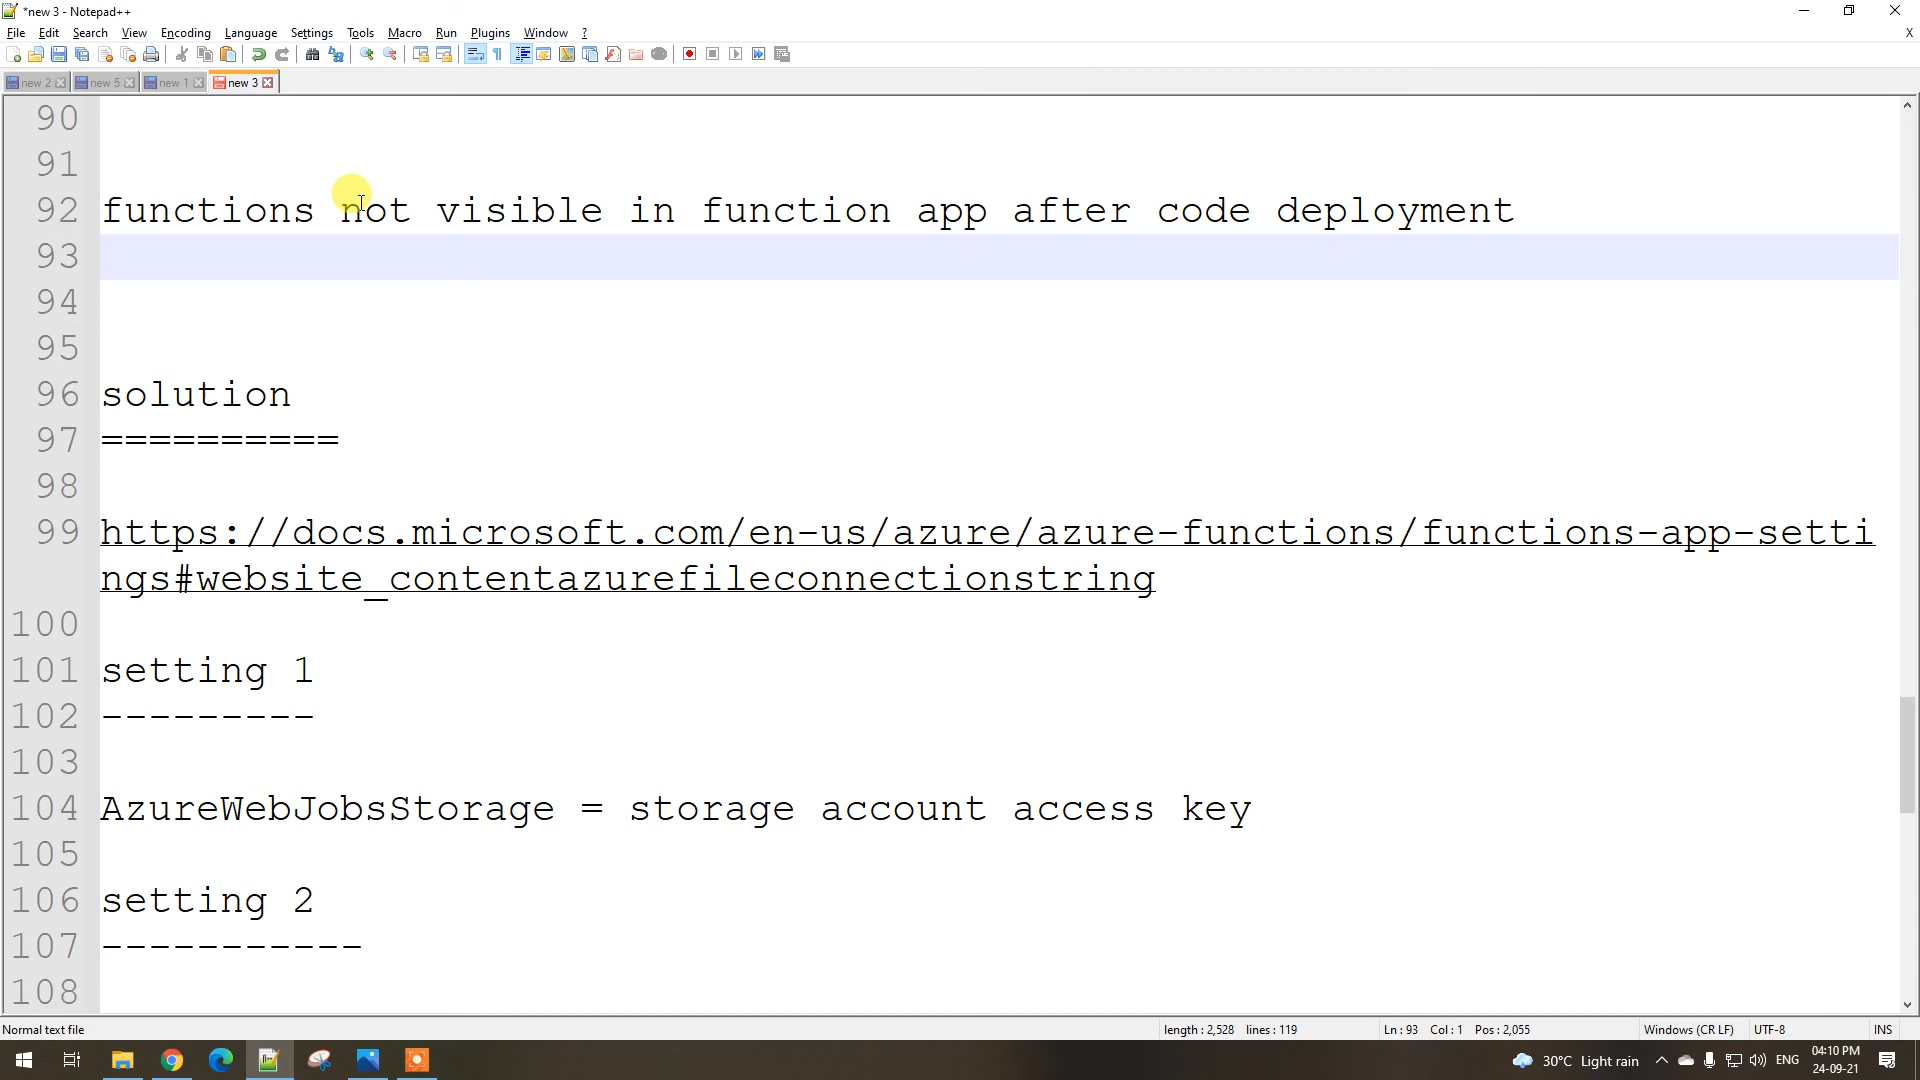 *new 3 - Notepad++
File Edit Search View Encoding Language Settings Tools Macro Run Plugins Window ? X
new 2 new 5 new 1 new 3
90
91
92 functions not visible in function app after code deployment
93
94
95
96 solution
97 ==========
98
99 https://docs.microsoft.com/en-us/azure/azure-functions/functions-app-setti
ngs#website_contentazurefileconnectionstring
100
101 setting 1
102 ---------
103
104 AzureWebJobsStorage = storage account access key
105
106 setting 2
107 -----------
108
Normal text file length : 2,528 lines : 119 Ln : 93 Col : 1 Pos : 2,055 Windows (CR LF) UTF-8 INS
30°C Light rain ENG 04:10 PM
24-09-21